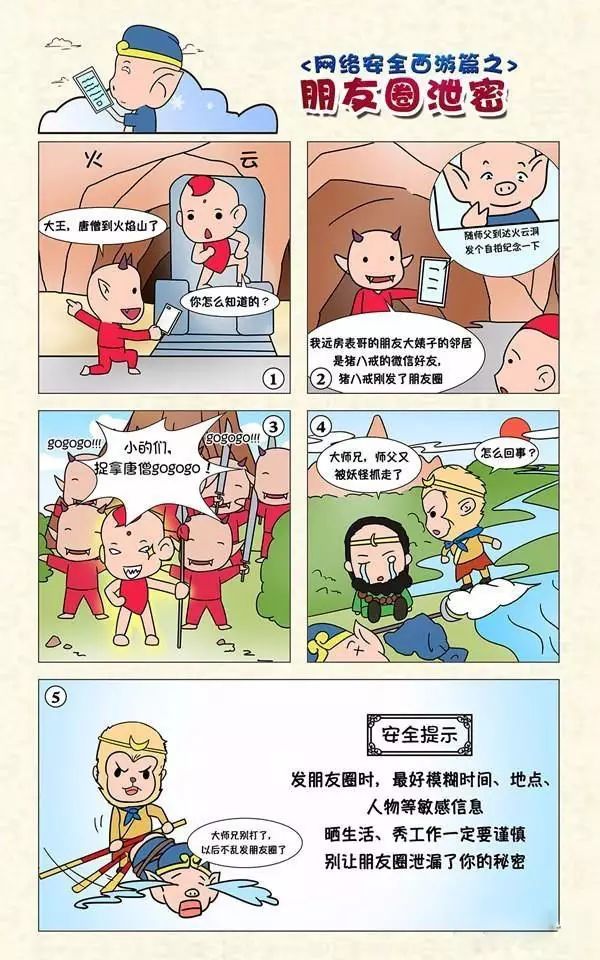 <网络安全西游篇之>
朋友圈泄密
火 云
大王，唐僧到火焰山了
你怎么知道的？
①
随师父到达火云洞
发个自拍纪念一下
我远房表哥的朋友大姨子的邻居
是猪八戒的微信好友，
猪八戒刚发了朋友圈
②
③
gogogo!!!
gogogo!!!
小的们，
捉拿唐僧gogogo！
④
大师兄，师父又
被妖怪抓走了
怎么回事？
⑤
大师兄别打了，
以后不乱发朋友圈了
安全提示
发朋友圈时，最好模糊时间、地点、
人物等敏感信息
晒生活、秀工作一定要谨慎
别让朋友圈泄漏了你的秘密